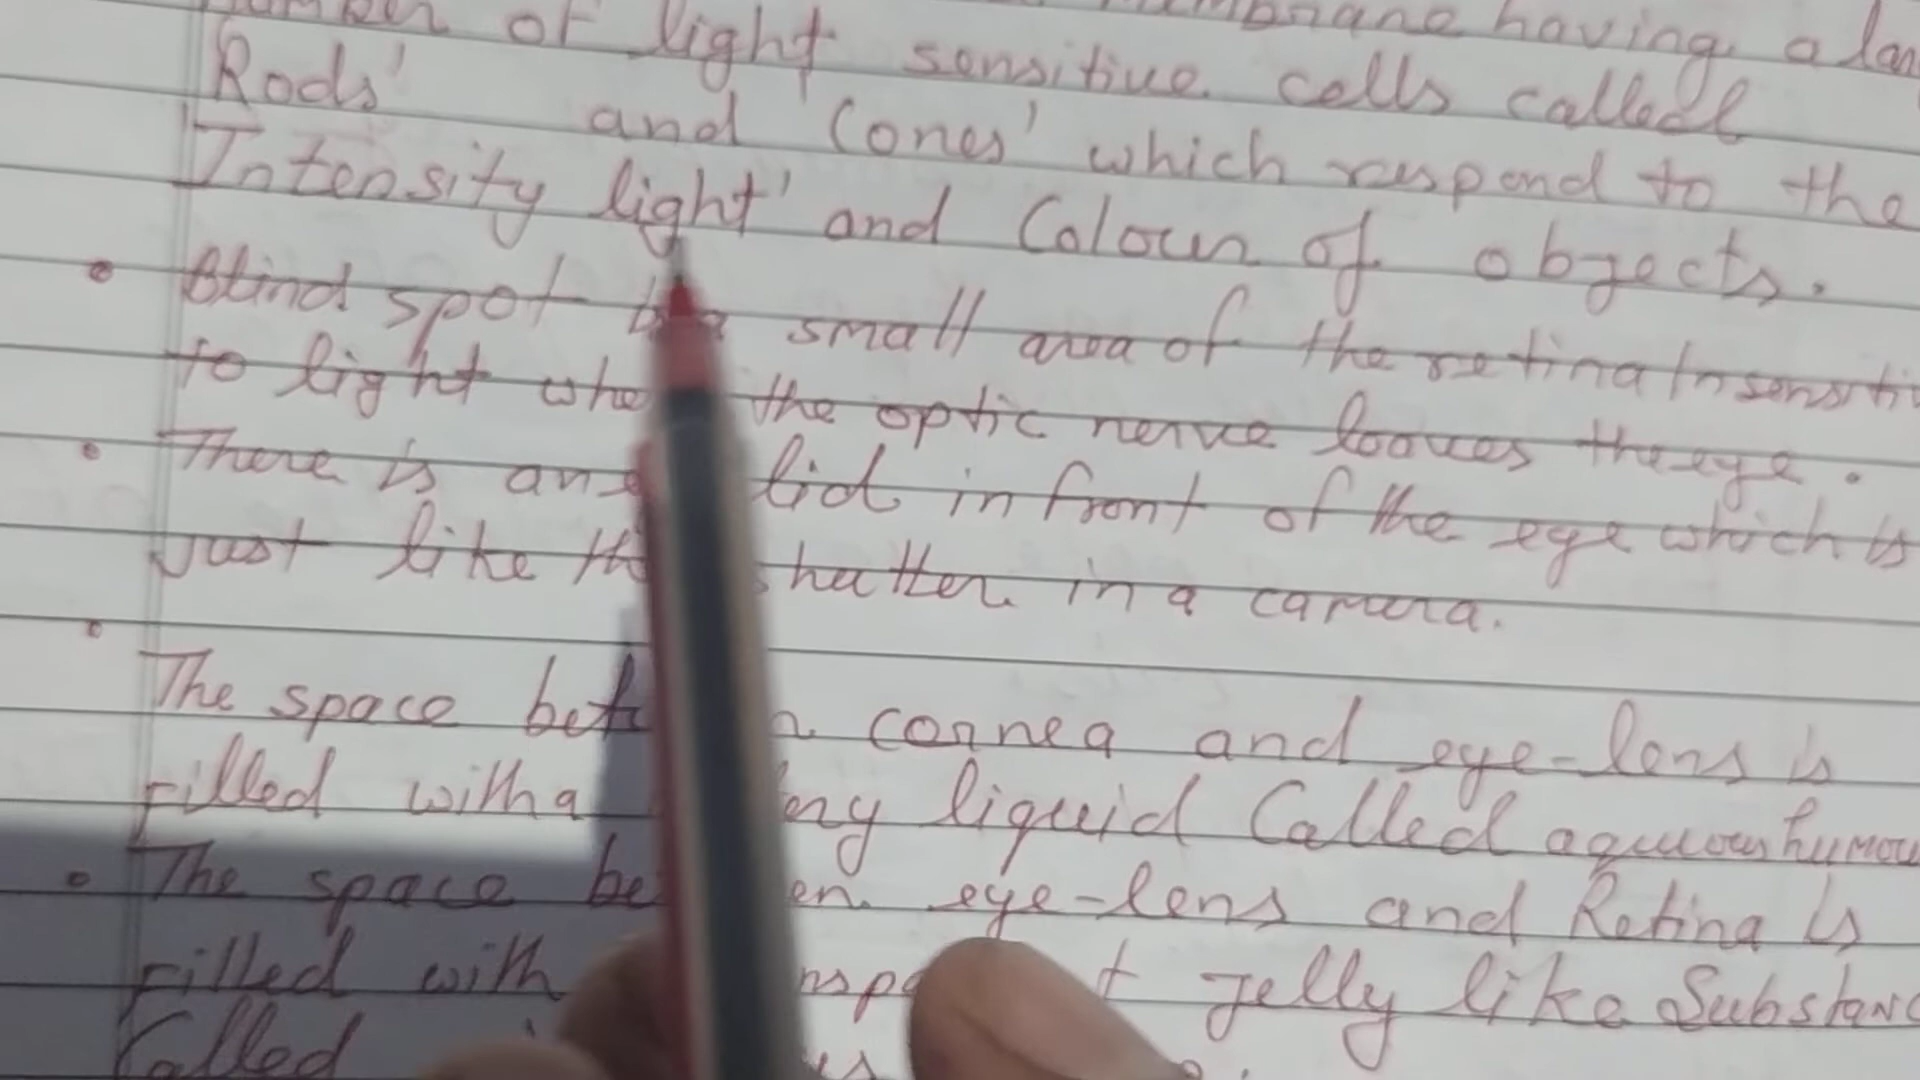 of light sensitive cells called having a
Rods' and 'Cones' which respond to the
Intensity light' and Colour of objects.
• Blind spot small area of the retina Insensitiv
to light the optic nerve leaves the eye.
• There is an lid in front of the eye which is
Just like shutter in a camera.
• The space cornea and eye-lens is
Filled with a liquid Called aqueous humou
• The space eye-lens and Retina is
Filled with Jelly like Substanc
Called